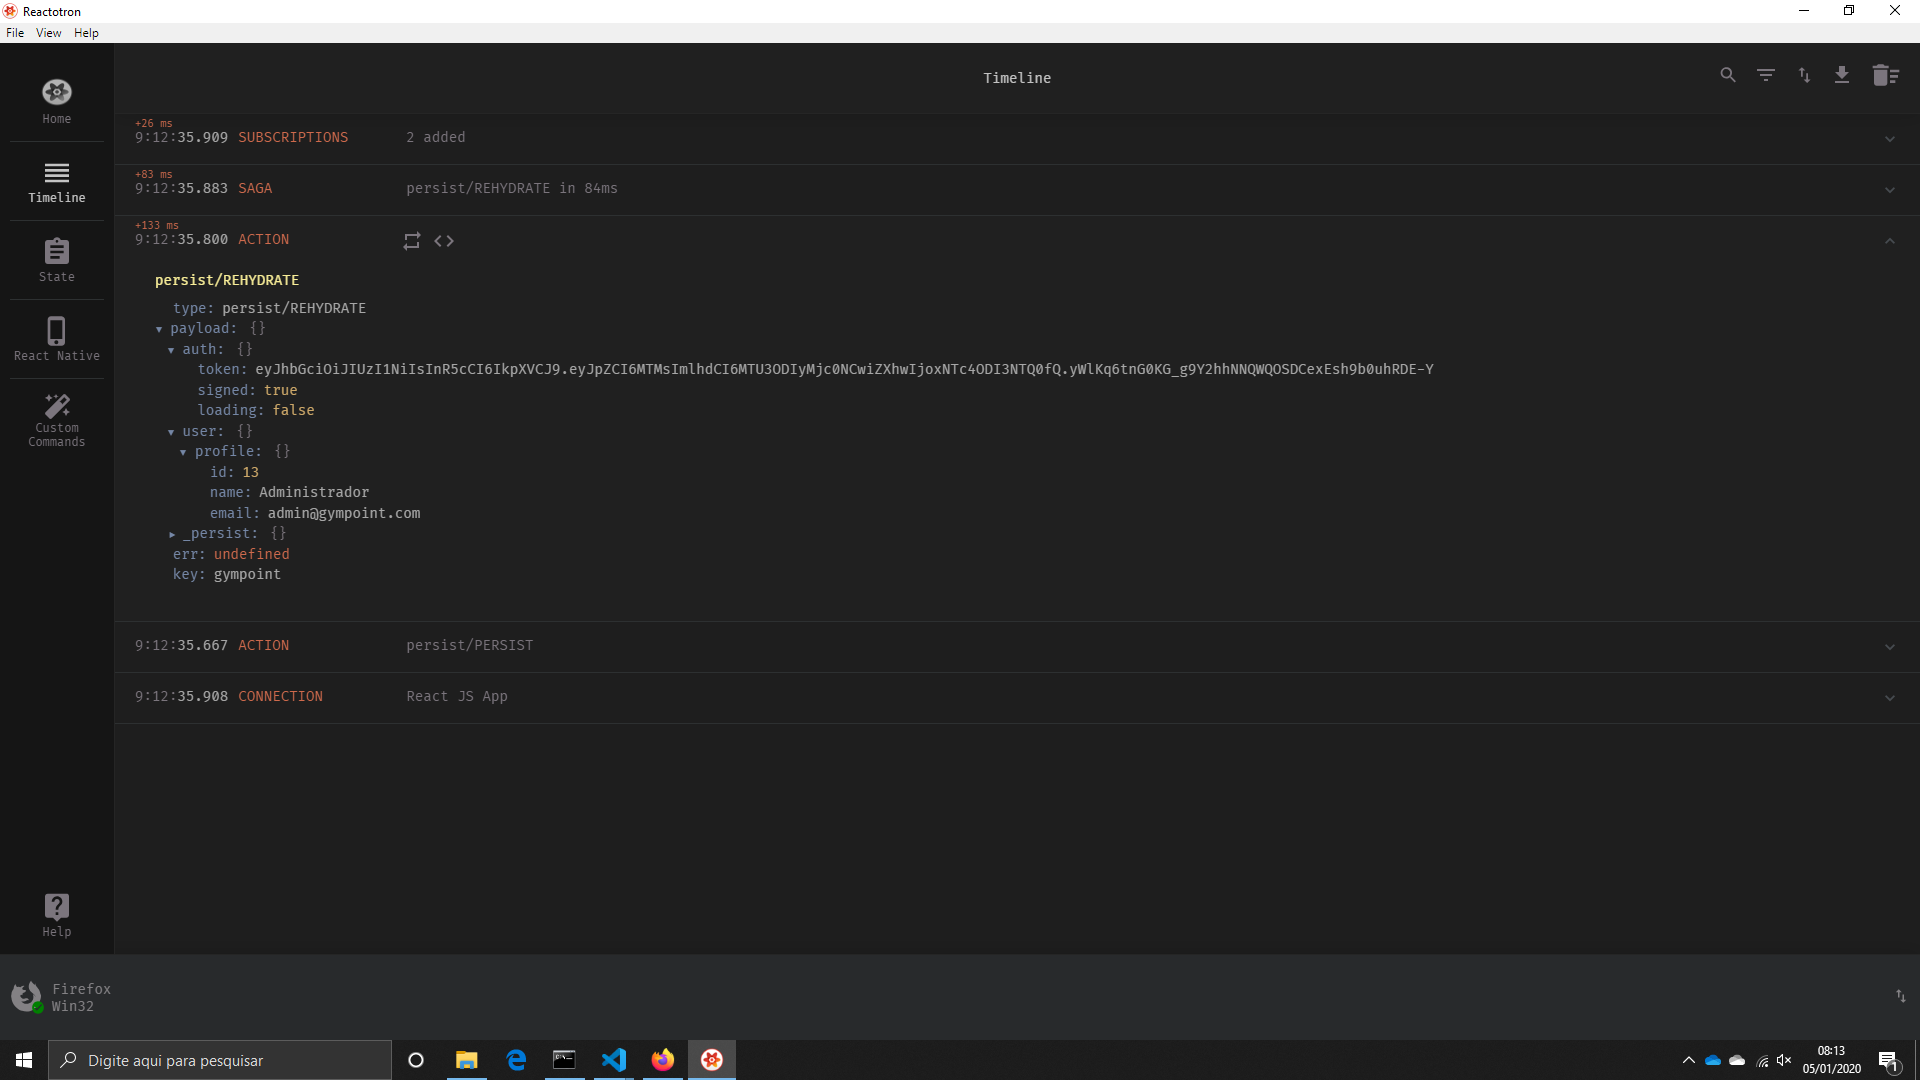 Reactotron
File View Help
Timeline
Home
Timeline
State
React Native
Custom
Commands
Help
+26 ms
9:12:35.909 SUBSCRIPTIONS 2 added
+83 ms
9:12:35.883 SAGA persist/REHYDRATE in 84ms
+133 ms
9:12:35.800 ACTION
persist/REHYDRATE
type: persist/REHYDRATE
payload: {}
auth: {}
token: eyJhbGciOiJIUzI1NiIsInR5cCI6IkpXVCJ9.eyJpZCI6MTMsImlhdCI6MTU3ODIyMjc0NCwiZXhwIjoxNTc4ODI3NTQ0fQ.yWlKq6tnG0KG_g9Y2hhNNQWQOSDCexEsh9b0uhRDE-Y
signed: true
loading: false
user: {}
profile: {}
id: 13
name: Administrador
email: admin@gympoint.com
_persist: {}
err: undefined
key: gympoint
9:12:35.667 ACTION persist/PERSIST
9:12:35.908 CONNECTION React JS App
Firefox
Win32
Digite aqui para pesquisar
08:13
05/01/2020
1